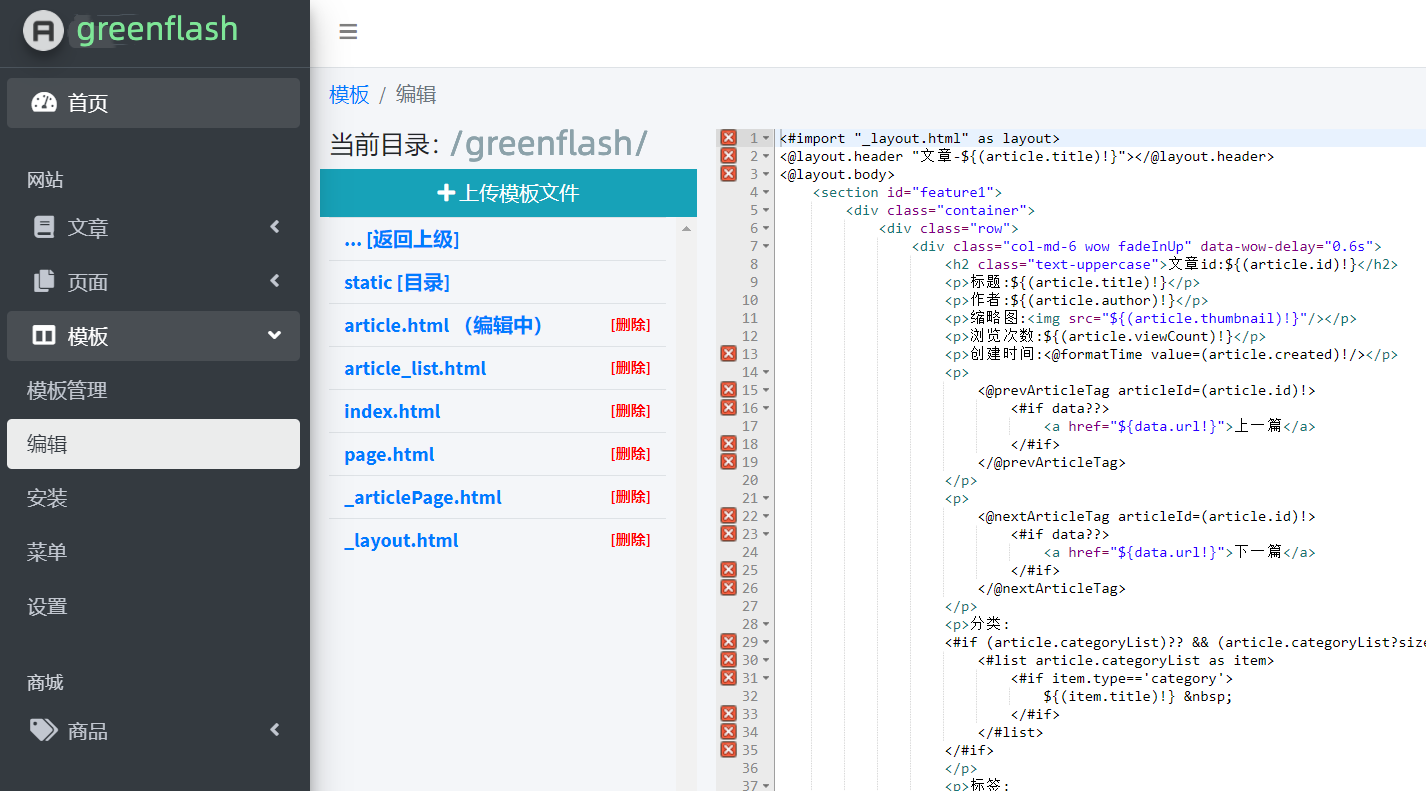 greenflash
首页
网站
文章
页面
模板
模板管理
编辑
安装
菜单
设置
商城
商品
模板 / 编辑
当前目录：/greenflash/
上传模板文件
... [返回上级]
static [目录]
article.html （编辑中） [删除]
article_list.html [删除]
index.html [删除]
page.html [删除]
_articlePage.html [删除]
_layout.html [删除]
1 <#import "_layout.html" as layout>
2 <@layout.header "文章-${(article.title)!}"></@layout.header>
3 <@layout.body>
4 <section id="feature1">
5 <div class="container">
6 <div class="row">
7 <div class="col-md-6 wow fadeInUp" data-wow-delay="0.6s">
8 <h2 class="text-uppercase">文章id:${(article.id)!}</h2>
9 <p>标题:${(article.title)!}</p>
10 <p>作者:${(article.author)!}</p>
11 <p>缩略图:<img src="${(article.thumbnail)!}"/></p>
12 <p>浏览次数:${(article.viewCount)!}</p>
13 <p>创建时间:<@formatTime value=(article.created)!/></p>
14 <p>
15 <@prevArticleTag articleId=(article.id)!>
16 <#if data??>
17 <a href="${data.url!}">上一篇</a>
18 </#if>
19 </@prevArticleTag>
20 </p>
21 <p>
22 <@nextArticleTag articleId=(article.id)!>
23 <#if data??>
24 <a href="${data.url!}">下一篇</a>
25 </#if>
26 </@nextArticleTag>
27 </p>
28 <p>分类:
29 <#if (article.categoryList)?? && (article.categoryList?size
30 <#list article.categoryList as item>
31 <#if item.type=='category'>
32 ${(item.title)!} &nbsp;
33 </#if>
34 </#list>
35 </#if>
36 </p>
37 <p>标签: